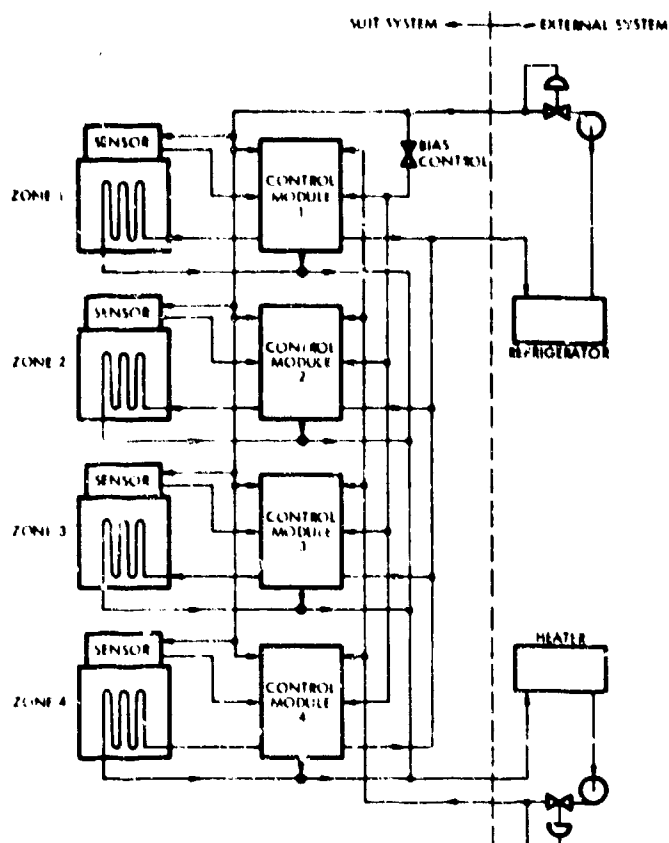 SUIT SYSTEM EXTERNAL SYSTEM
SENSOR
ZONE 1
CONTROL
MODULE
1
BIAS
CONTROL
SENSOR
ZONE 2
CONTROL
MODULE
2
REFRIGERATOR
SENSOR
ZONE 3
CONTROL
MODULE
3
SENSOR
ZONE 4
CONTROL
MODULE
4
HEATER